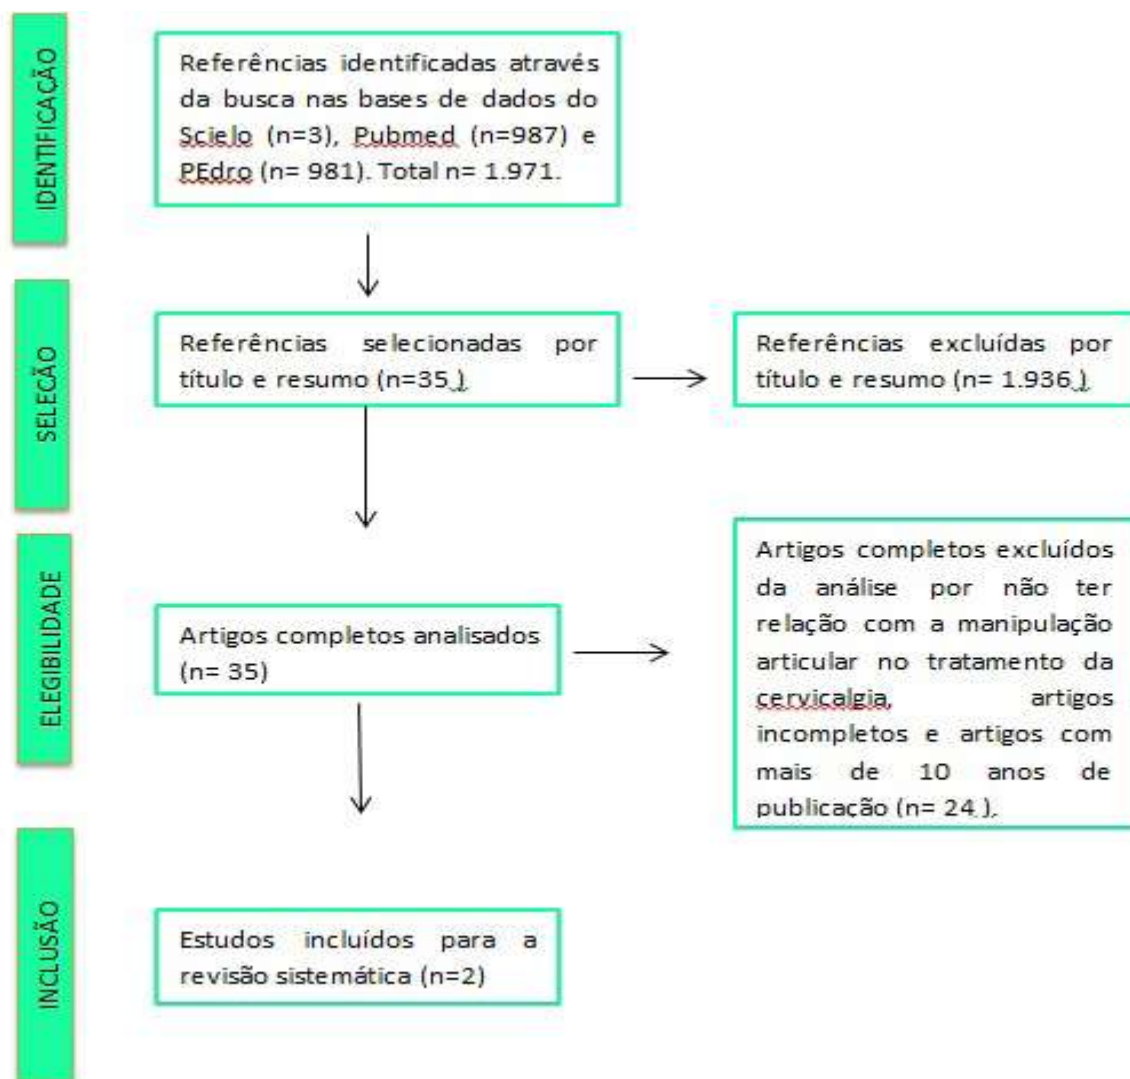 IDENTIFICAÇÃO
Referências identificadas através
da busca nas bases de dados do
Scielo (n=3), Pubmed (n=987) e
PEdro (n= 981). Total n= 1.971.
SELEÇÃO
Referências selecionadas por
título e resumo (n=35 )
Referências excluídas por
título e resumo (n= 1.936 )
ELEGIBILIDADE
Artigos completos analisados
(n= 35)
Artigos completos excluídos
da análise por não ter
relação com a manipulação
articular no tratamento da
cervicalgia, artigos
incompletos e artigos com
mais de 10 anos de
publicação (n= 24 ).
INCLUSÃO
Estudos incluídos para a
revisão sistemática (n=2)